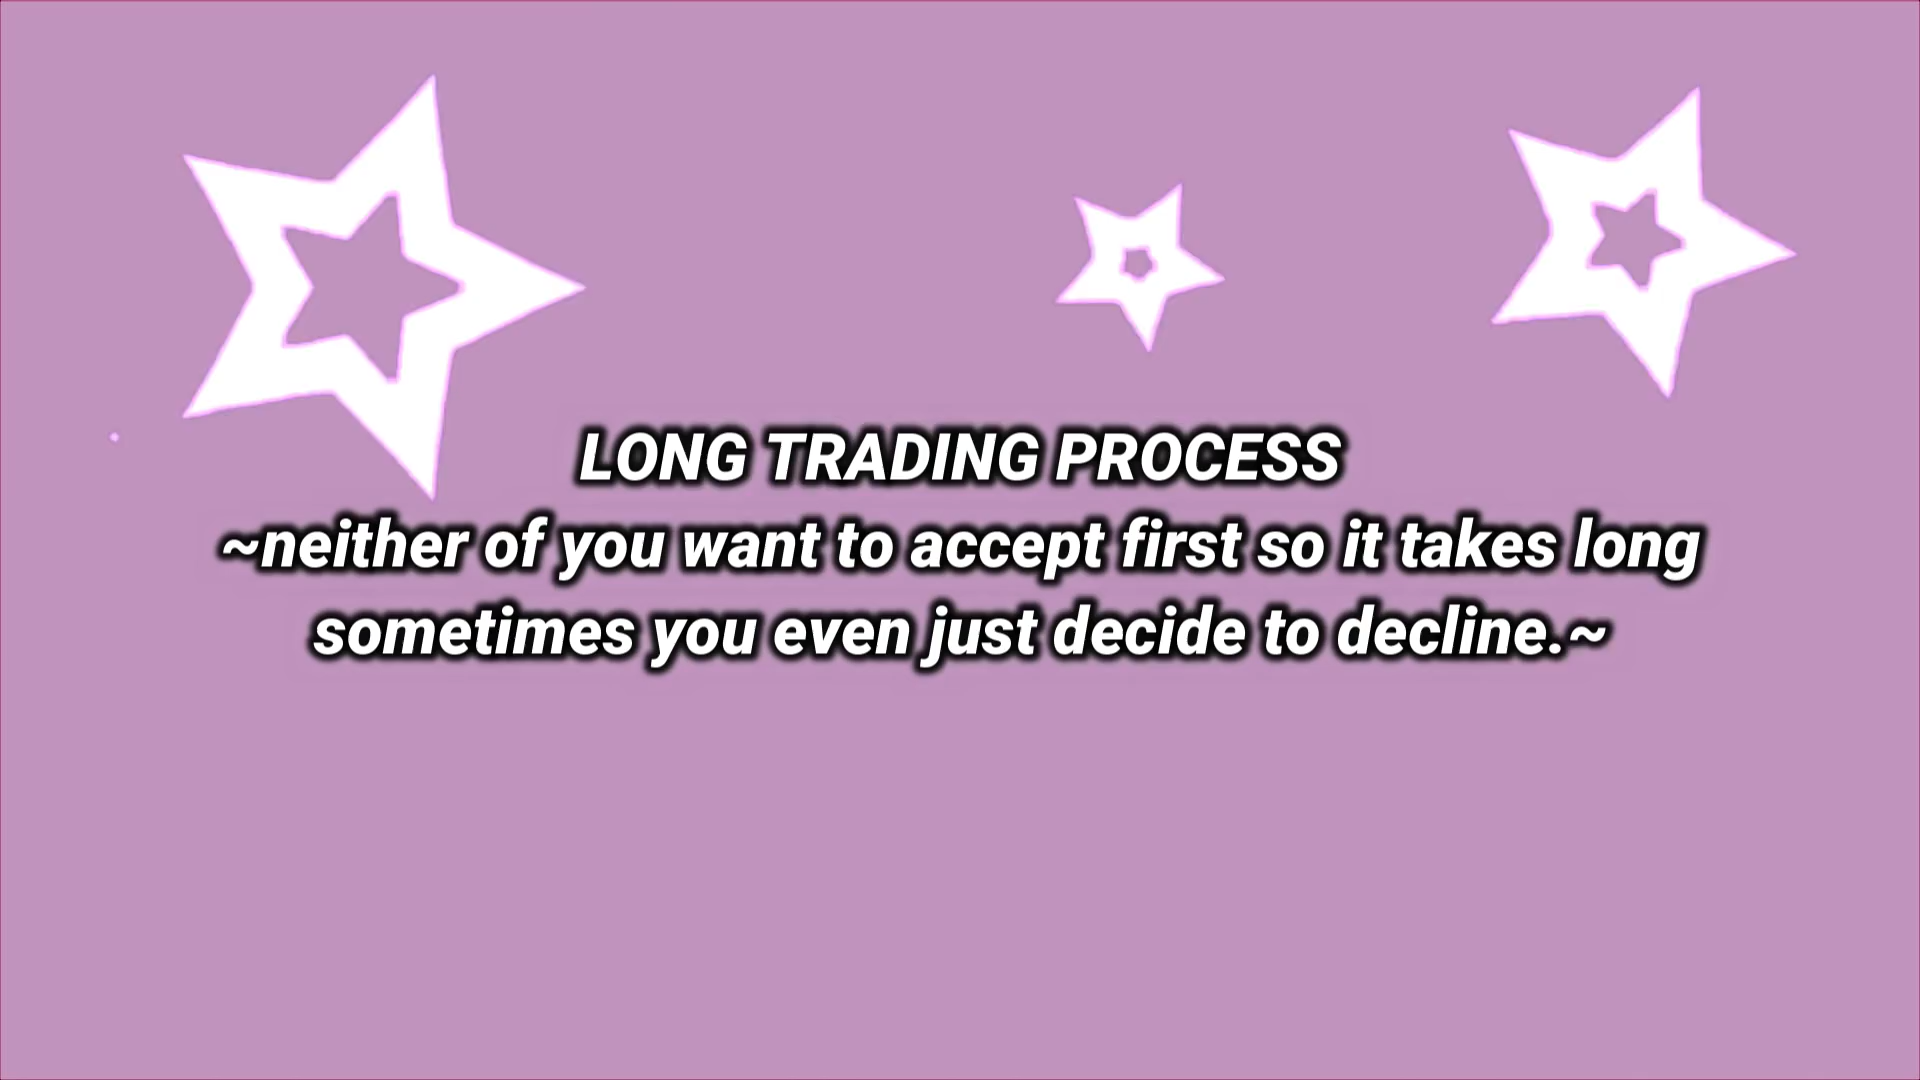 LONG TRADING PROCESS
~neither of you want to accept first so it takes long
sometimes you even just decide to decline.~